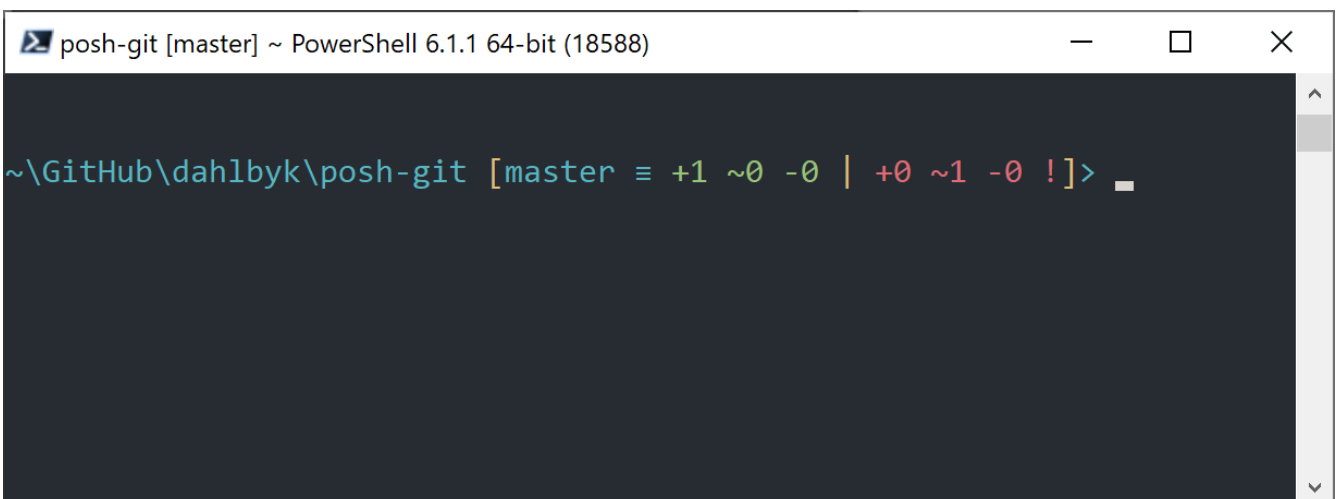 posh-git [master] ~ PowerShell 6.1.1 64-bit (18588)
~\GitHub\dahlbyk\posh-git [master ≡ +1 ~0 -0 | +0 ~1 -0 !]>